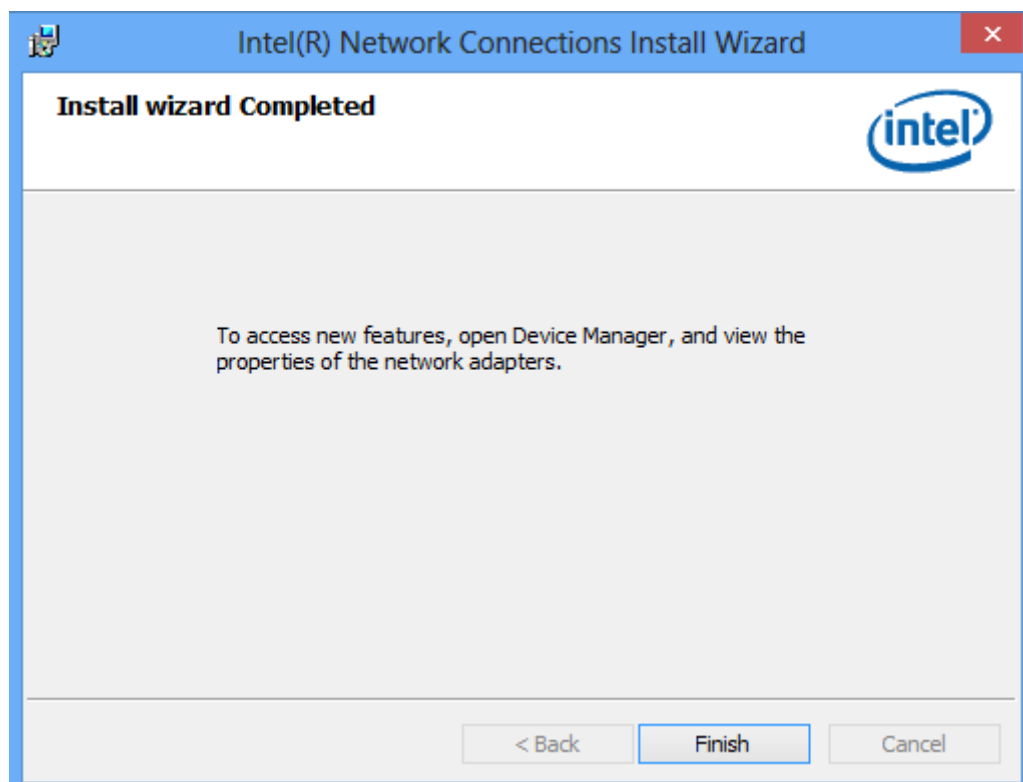 Intel(R) Network Connections Install Wizard
Install wizard Completed
intel
To access new features, open Device Manager, and view the
properties of the network adapters.
< Back
Finish
Cancel